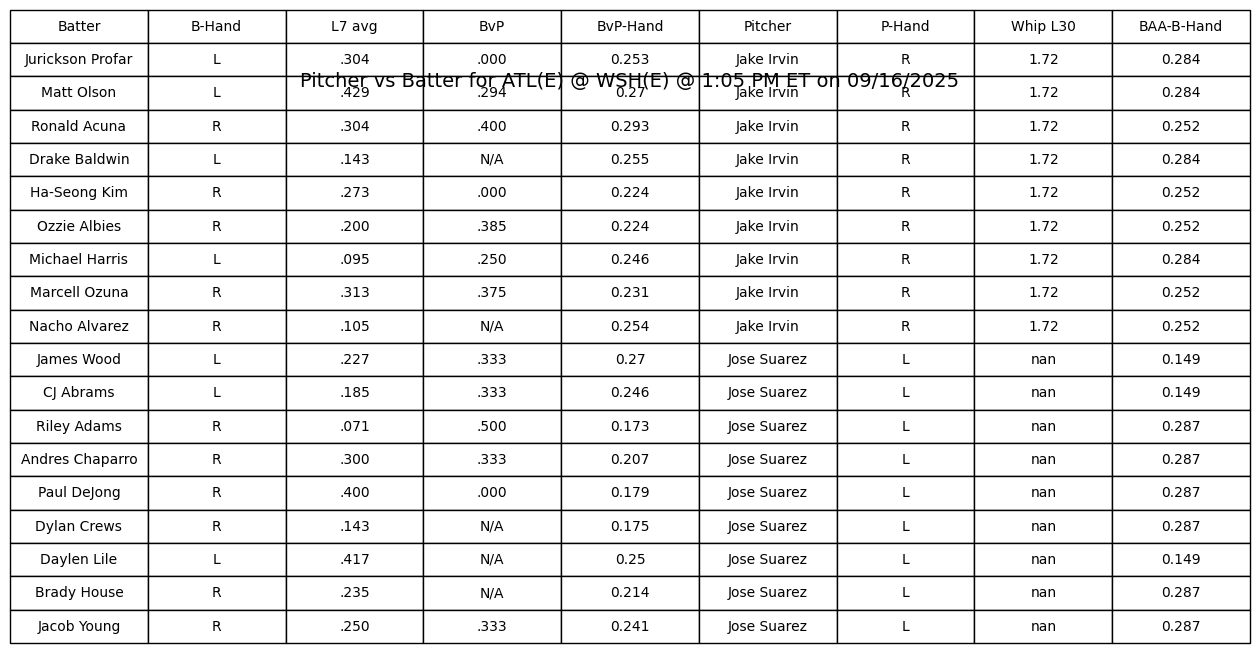 Batter B-Hand L7 avg BvP BvP-Hand Pitcher P-Hand Whip L30 BAA-B-Hand
Jurickson Profar L .304 .000 0.253 Jake Irvin R 1.72 0.284
Pitcher vs Batter for ATL(E) @ WSH(E) @ 1:05 PM ET on 09/16/2025
Matt Olson L .429 .294 0.27 Jake Irvin R 1.72 0.284
Ronald Acuna R .304 .400 0.293 Jake Irvin R 1.72 0.252
Drake Baldwin L .143 N/A 0.255 Jake Irvin R 1.72 0.284
Ha-Seong Kim R .273 .000 0.224 Jake Irvin R 1.72 0.252
Ozzie Albies R .200 .385 0.224 Jake Irvin R 1.72 0.252
Michael Harris L .095 .250 0.246 Jake Irvin R 1.72 0.284
Marcell Ozuna R .313 .375 0.231 Jake Irvin R 1.72 0.252
Nacho Alvarez R .105 N/A 0.254 Jake Irvin R 1.72 0.252
James Wood L .227 .333 0.27 Jose Suarez L nan 0.149
CJ Abrams L .185 .333 0.246 Jose Suarez L nan 0.149
Riley Adams R .071 .500 0.173 Jose Suarez L nan 0.287
Andres Chaparro R .300 .333 0.207 Jose Suarez L nan 0.287
Paul DeJong R .400 .000 0.179 Jose Suarez L nan 0.287
Dylan Crews R .143 N/A 0.175 Jose Suarez L nan 0.287
Daylen Lile L .417 N/A 0.25 Jose Suarez L nan 0.149
Brady House R .235 N/A 0.214 Jose Suarez L nan 0.287
Jacob Young R .250 .333 0.241 Jose Suarez L nan 0.287